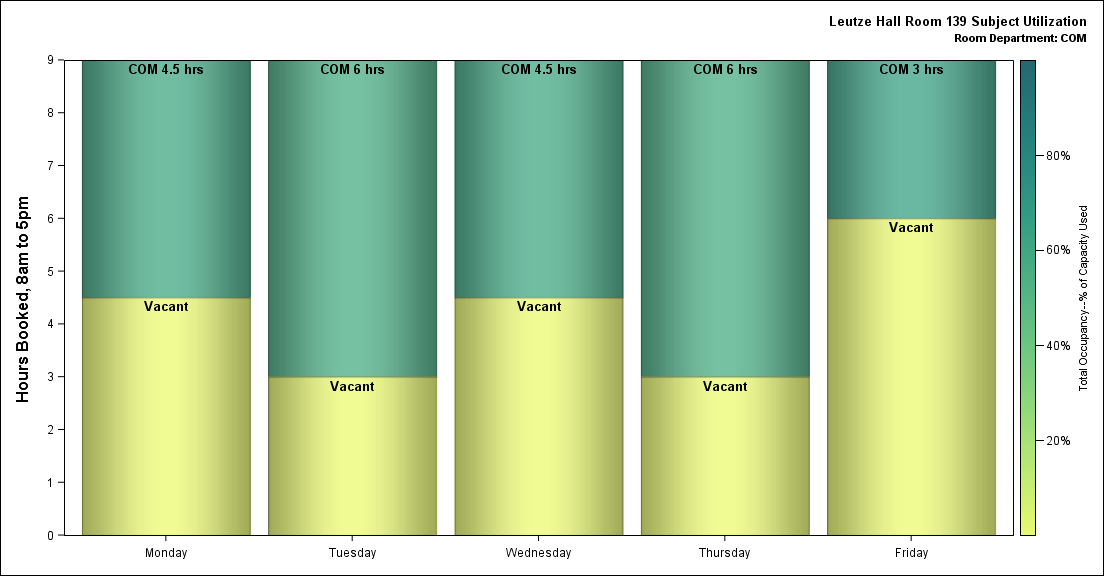 Leutze Hall Room 139 Subject Utilization
Room Department: COM
Hours Booked, 8am to 5pm
9
8
7
6
5
4
3
2
1
0
COM 4.5 hrs
COM 6 hrs
COM 4.5 hrs
COM 6 hrs
COM 3 hrs
Vacant
Vacant
Vacant
Vacant
Vacant
Monday
Tuesday
Wednesday
Thursday
Friday
80%
60%
40%
20%
Total Occupancy--% of Capacity Used